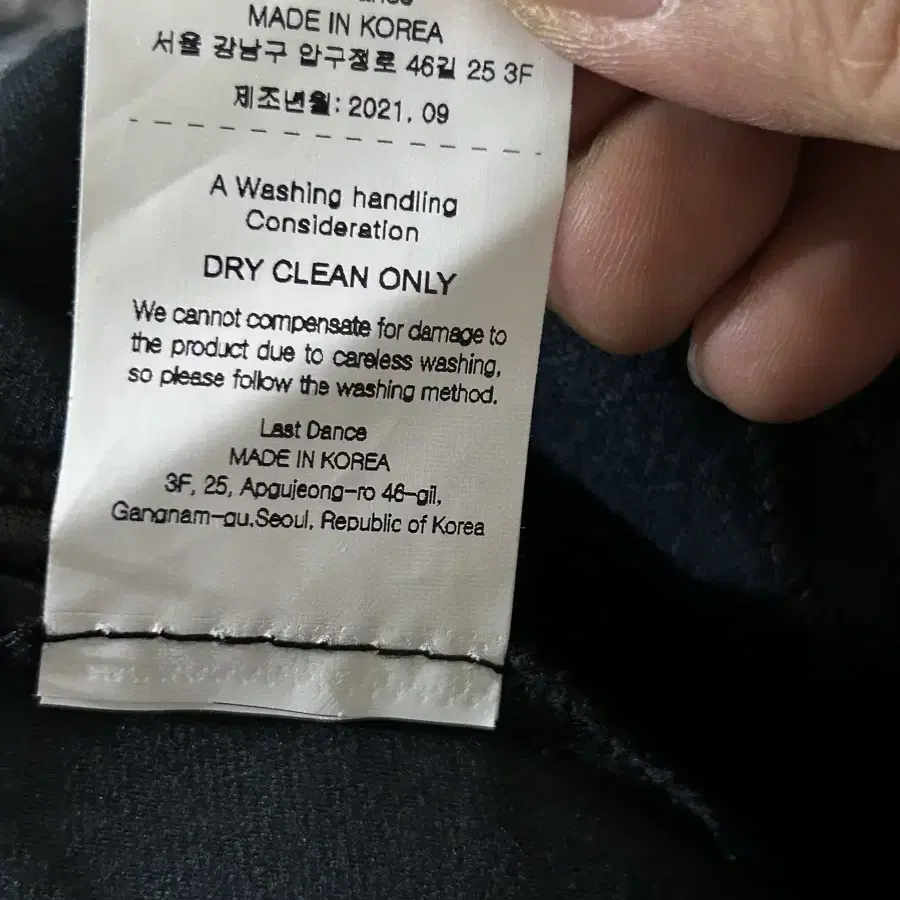 MADE IN KOREA
서울 강남구 압구정로 46길 25 3F
제조년월: 2021. 09
A Washing handling
Consideration
DRY CLEAN ONLY
We cannot compensate for damage to
the product due to careless washing,
so please follow the washing method.
Last Dance
MADE IN KOREA
3F, 25, Apgujeong-ro 46-gil,
Gangnam-gu,Seoul, Republic of Korea